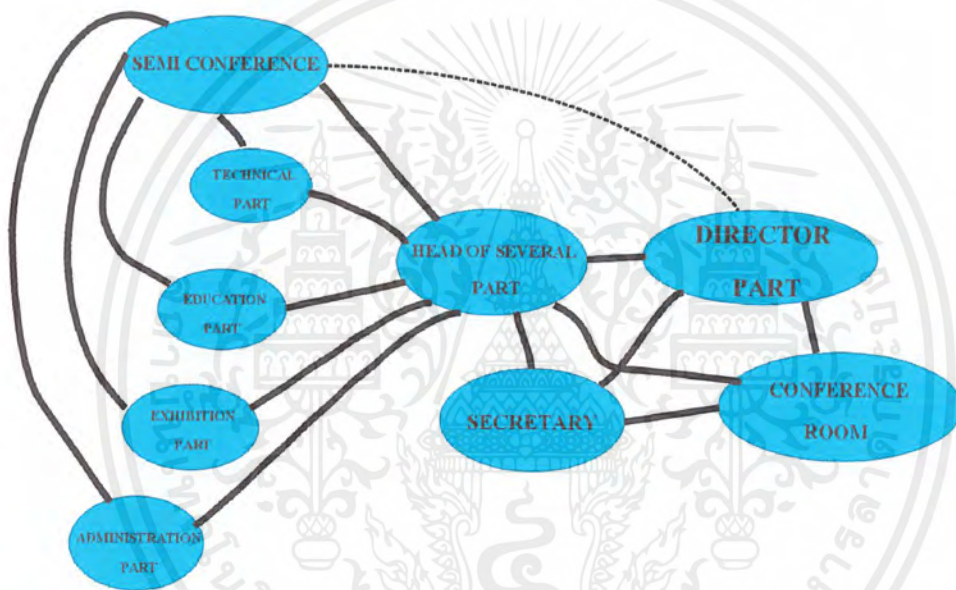 SEMI CONFERENCE
TECHNICAL
PART
HEAD OF SEVERAL
PART
DIRECTOR
PART
EDUCATION
PART
EXHIBITION
PART
SECRETARY
CONFERENCE
ROOM
ADMINISTRATION
PART